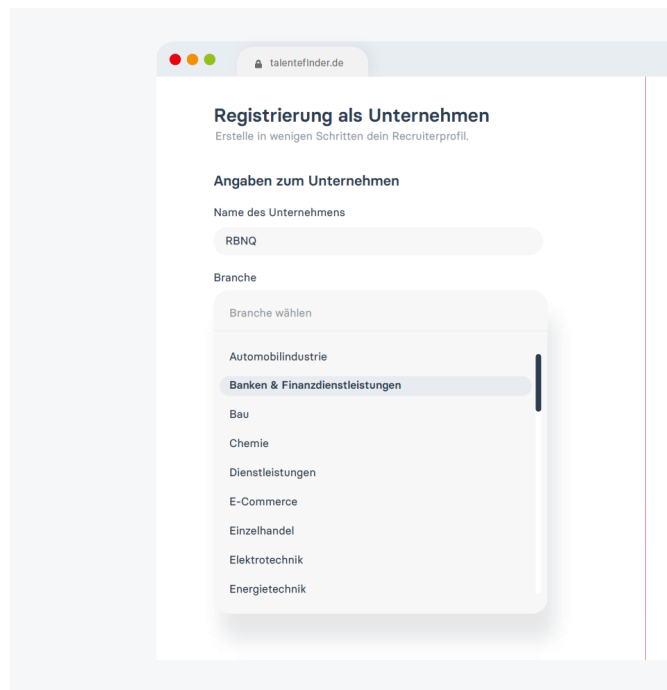 talentefinder.de
Registrierung als Unternehmen
Erstelle in wenigen Schritten dein Recruiterprofil.
Angaben zum Unternehmen
Name des Unternehmens
RBNQ
Branche
Branche wählen
Automobilindustrie
Banken & Finanzdienstleistungen
Bau
Chemie
Dienstleistungen
E-Commerce
Einzelhandel
Elektrotechnik
Energietechnik